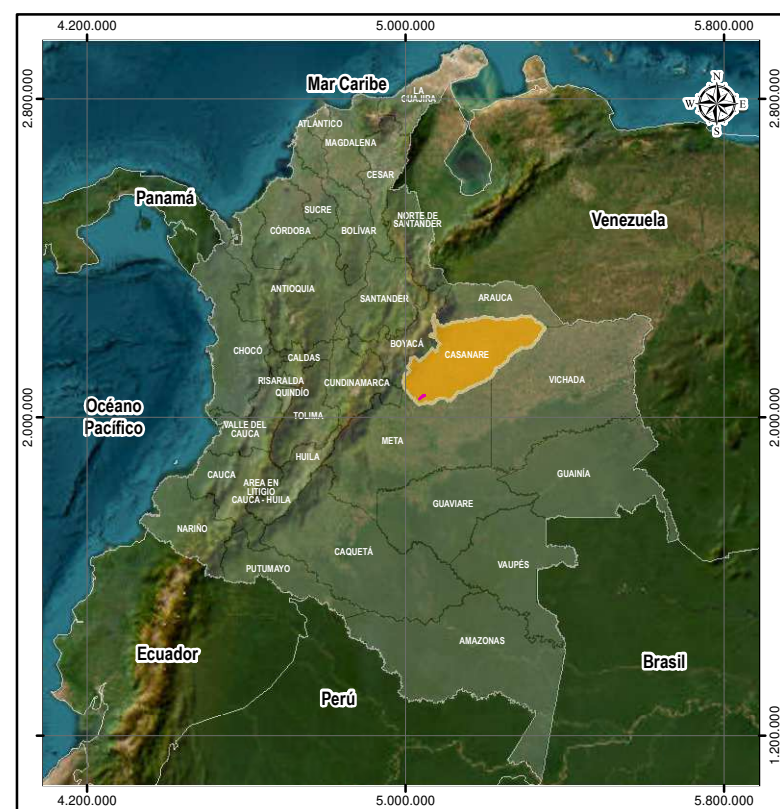 4.200.000
5.000.000
5.800.000
2.800.000
2.800.000
Mar Caribe
LA
GUAJIRA
N
W
E
S
ATLÁNTICO
MAGDALENA
CESAR
Panamá
SUCRE
NORTE DE
SANTANDER
Venezuela
CÓRDOBA
BOLÍVAR
ANTIOQUIA
SANTANDER
ARAUCA
CHOCÓ
BOYACÁ
CASANARE
CALDAS
RISARALDA
CUNDINAMARCA
VICHADA
QUINDÍO
Océano
Pacífico
TOLIMA
2.000.000
2.000.000
VALLE DEL
CAUCA
META
HUILA
CAUCA
AREA EN
LITIGIO
CAUCA - HUILA
GUAINÍA
GUAVIARE
NARIÑO
CAQUETÁ
VAUPÉS
PUTUMAYO
AMAZONAS
Ecuador
Brasil
Perú
1.200.000
1.200.000
4.200.000
5.000.000
5.800.000